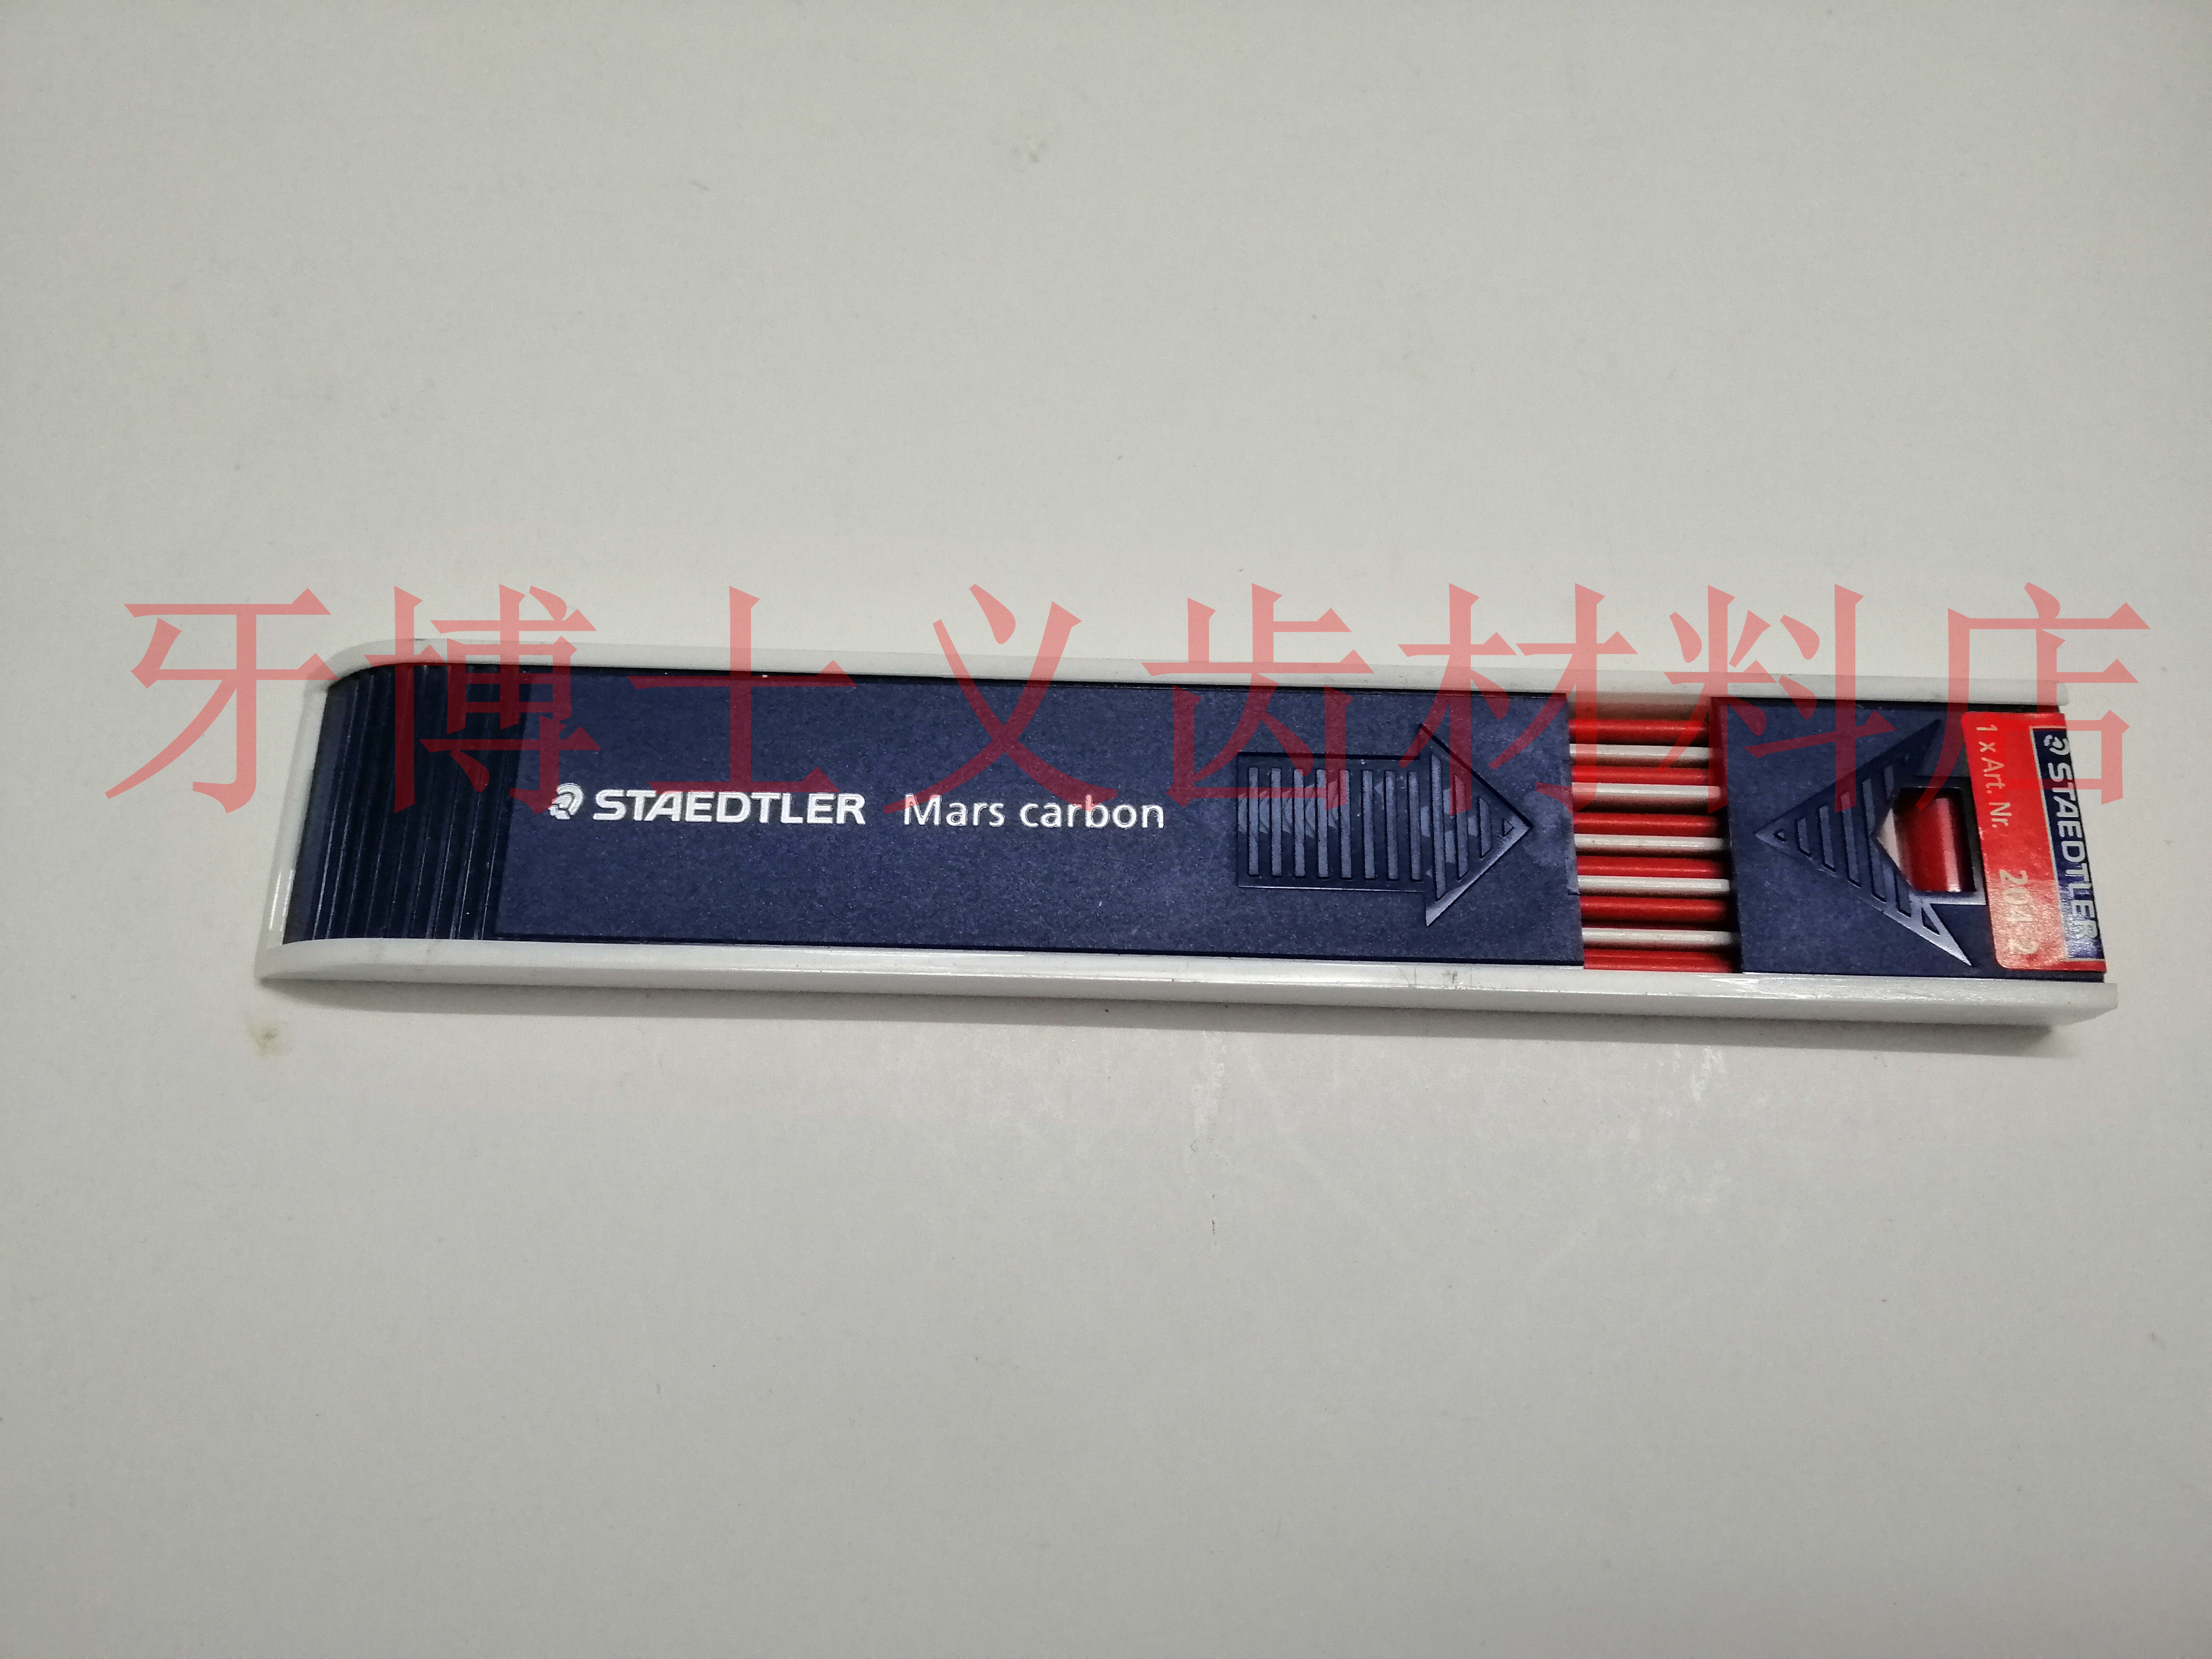 牙博士义齿材料店
STAEDTLER Mars carbon
STAEDTLER
1 x Art. Nr. 204-2